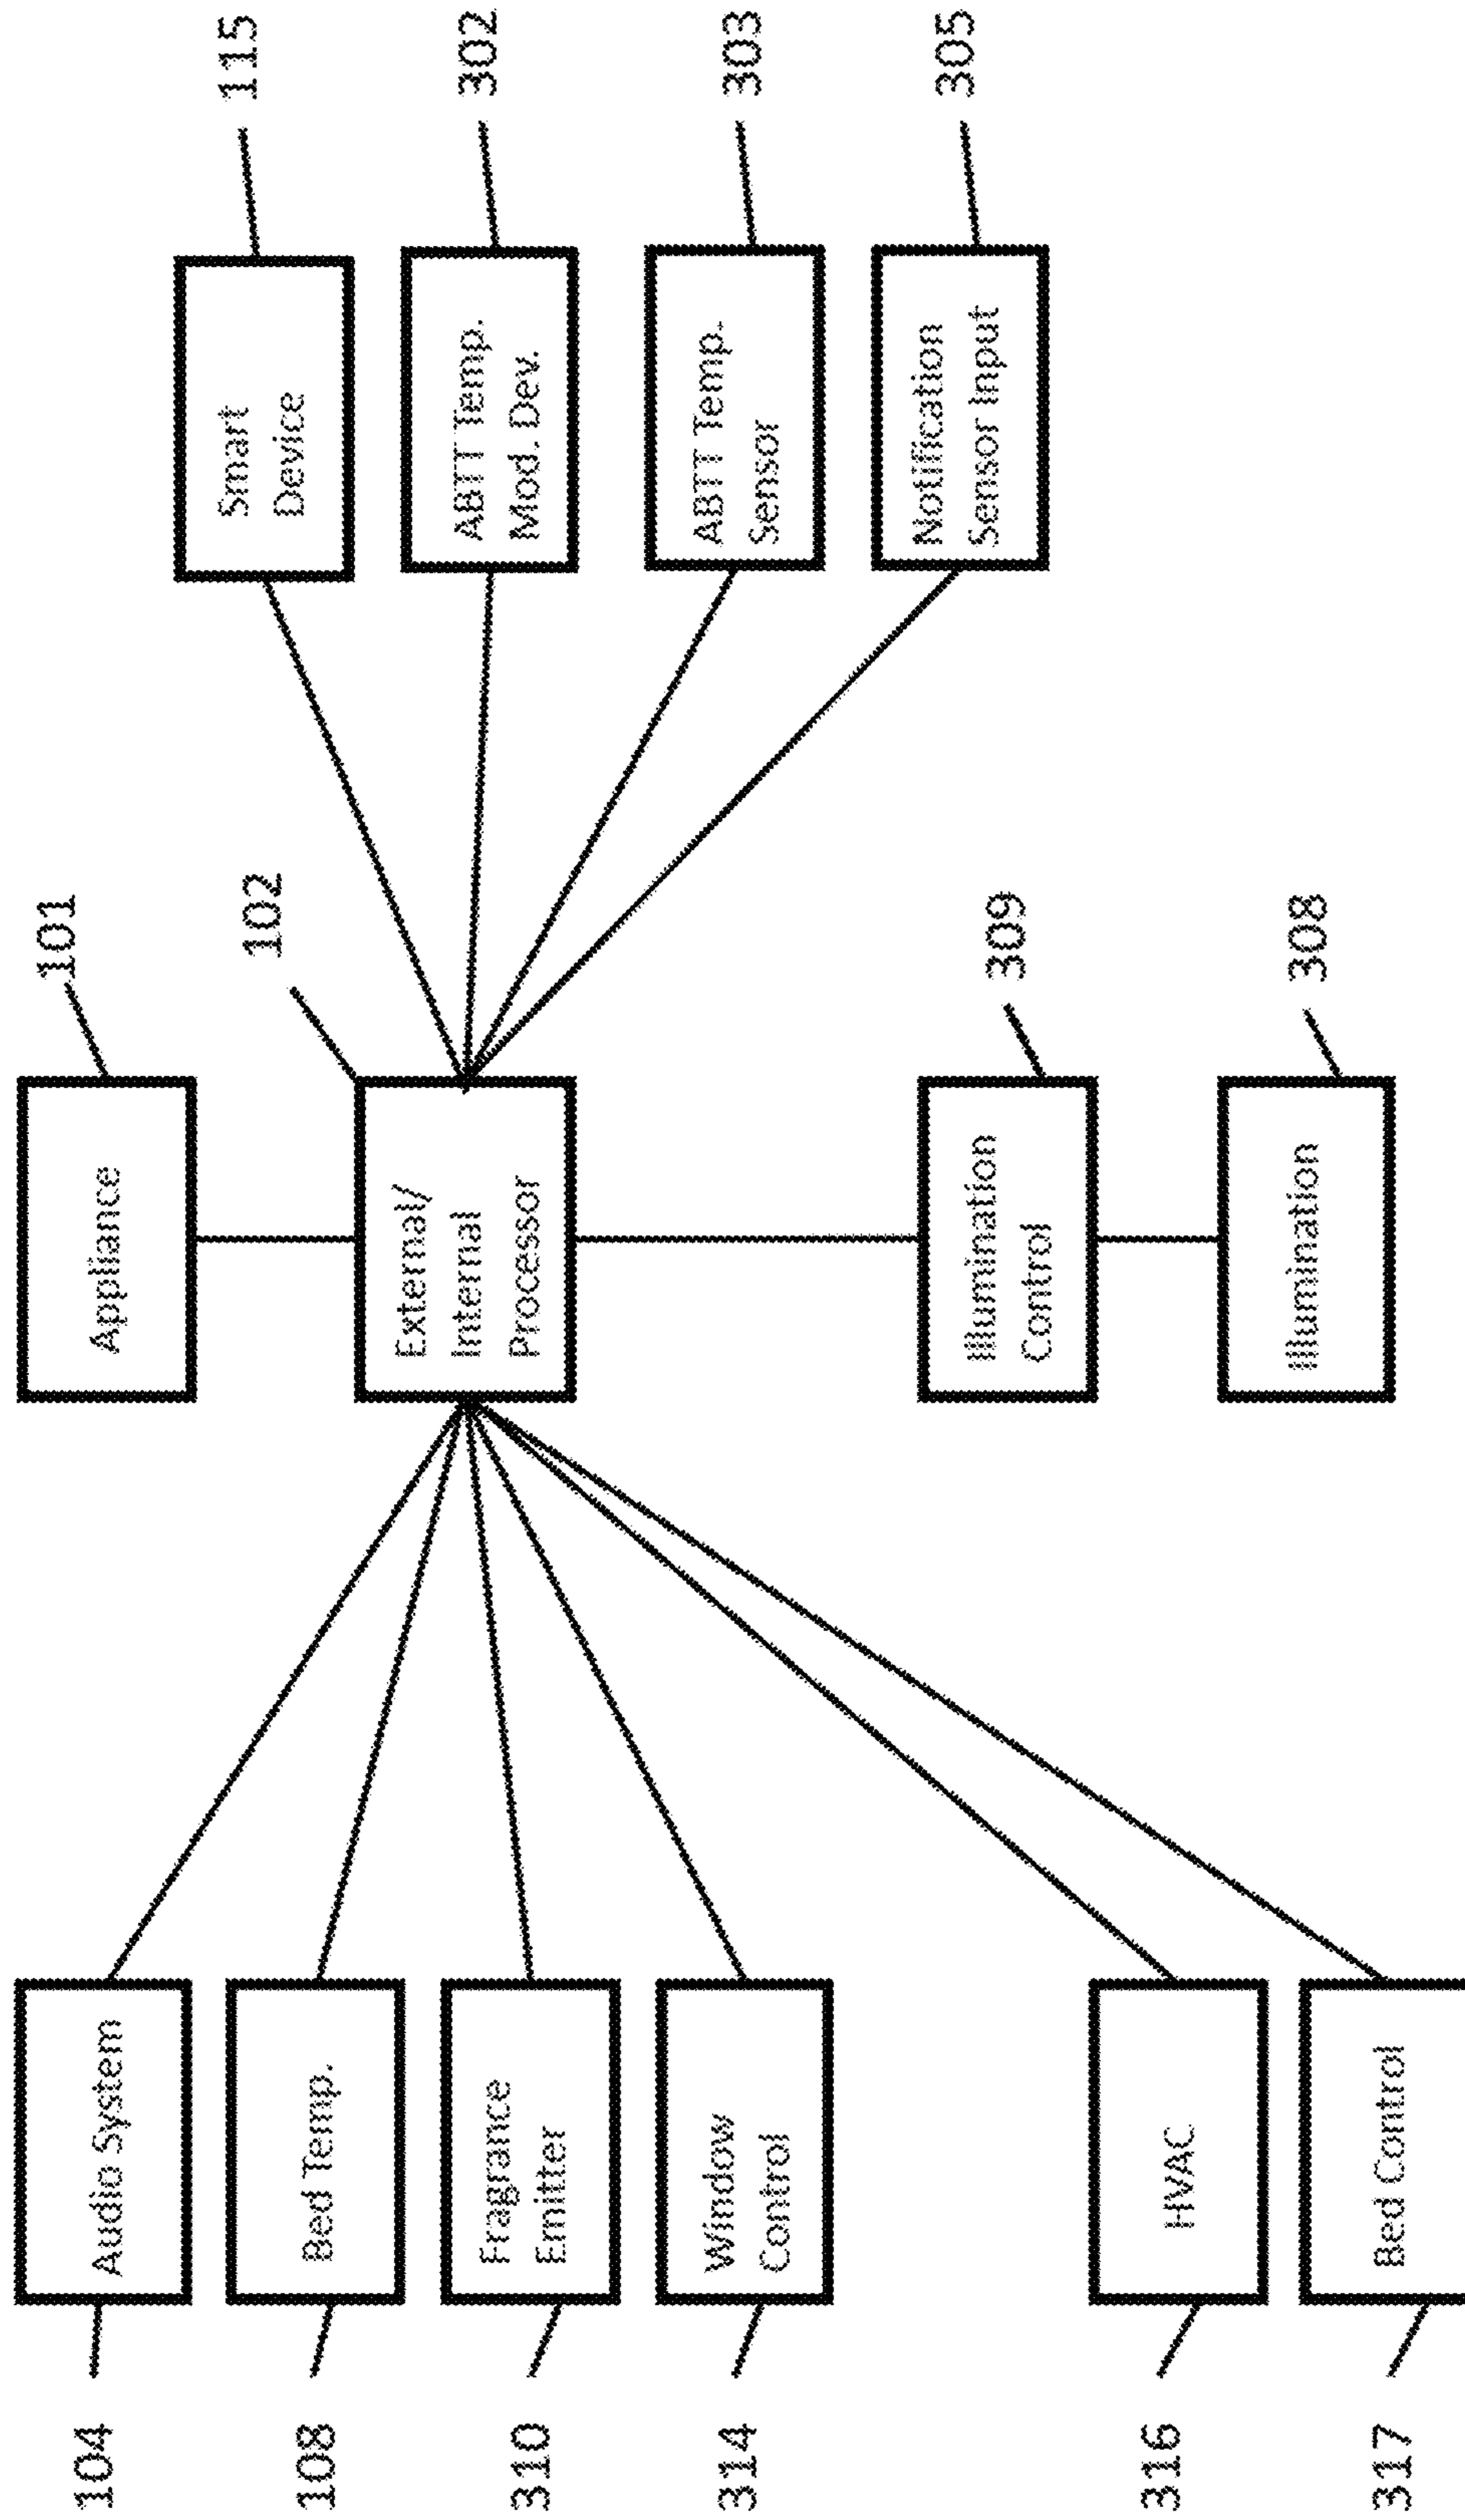 104
Audio System
108
Bed Temp.
310
Fragrance
Emitter
314
Window
Control
316
HVAC
317
Bed Control
101
Appliance
102
External/
Internal
Processor
309
Illumination
Control
308
Illumination
115
Smart
Device
302
ABTT Temp.
Mod. Dev.
303
ABTT Temp.
Sensor
305
Notification
Sensor Input